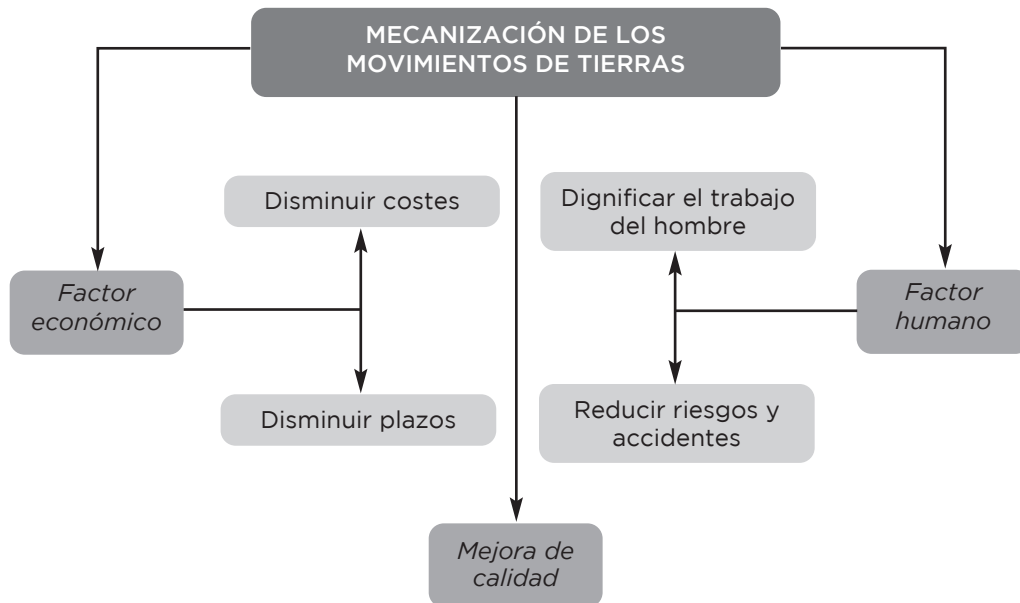 MECANIZACIÓN DE LOS
MOVIMIENTOS DE TIERRAS
Disminuir costes
Dignificar el trabajo
del hombre
Factor
económico
Factor
humano
Disminuir plazos
Reducir riesgos y
accidentes
Mejora de
calidad